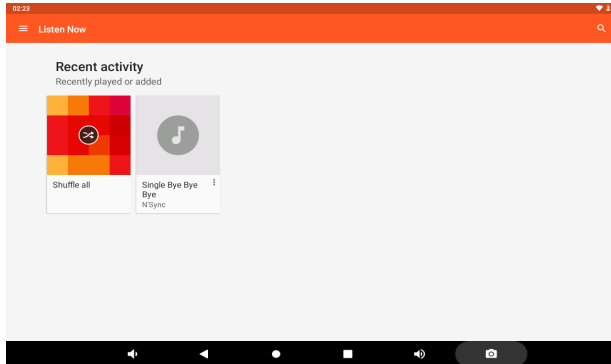 02:23
Listen Now
Recent activity
Recently played or added
Shuffle all
Single Bye Bye
Bye
N'Sync